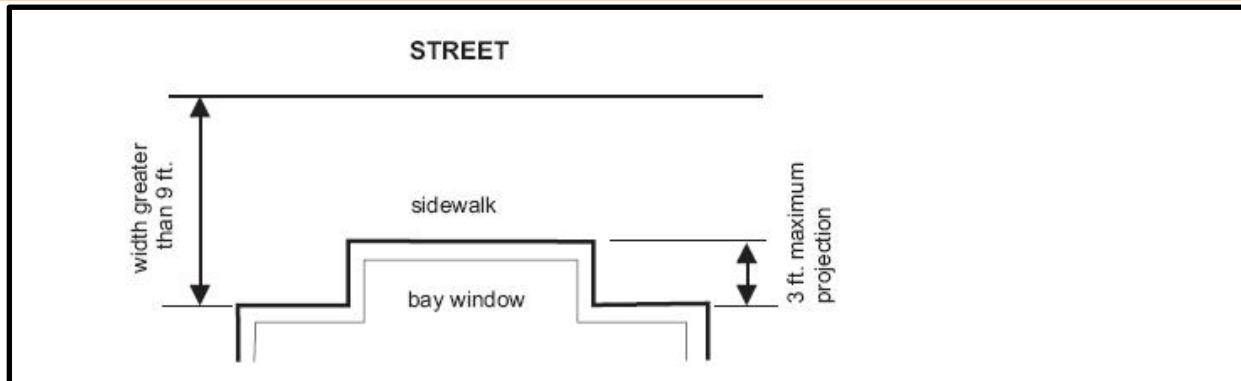 STREET
width greater
than 9 ft.
sidewalk
3 ft. maximum
projection
bay window